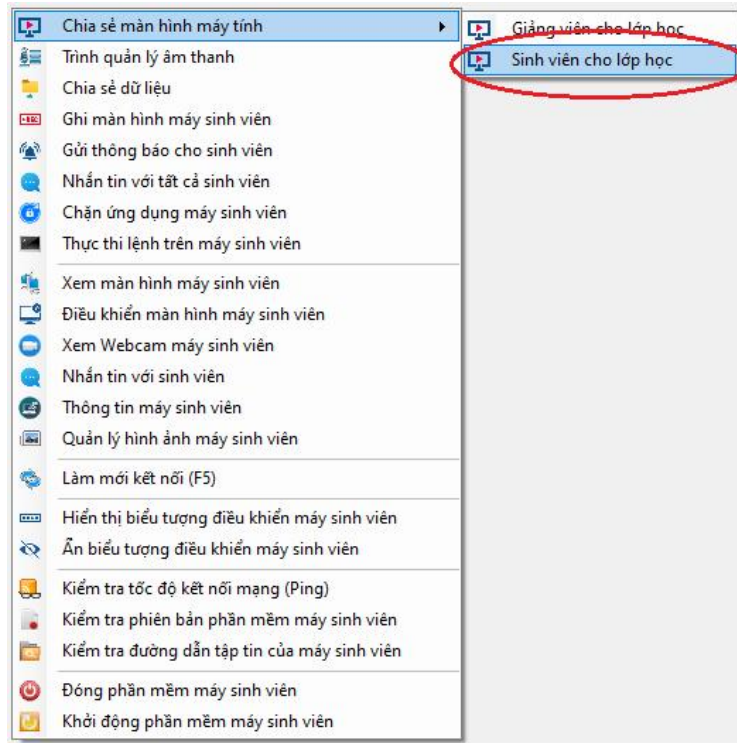 Chia sẻ màn hình máy tính
Giảng viên cho lớp học
Sinh viên cho lớp học
Trình quản lý âm thanh
Chia sẻ dữ liệu
Ghi màn hình máy sinh viên
Gửi thông báo cho sinh viên
Nhắn tin với tất cả sinh viên
Chặn ứng dụng máy sinh viên
Thực thi lệnh trên máy sinh viên
Xem màn hình máy sinh viên
Điều khiển màn hình máy sinh viên
Xem Webcam máy sinh viên
Nhắn tin với sinh viên
Thông tin máy sinh viên
Quản lý hình ảnh máy sinh viên
Làm mới kết nối (F5)
Hiển thị biểu tượng điều khiển máy sinh viên
Ẩn biểu tượng điều khiển máy sinh viên
Kiểm tra tốc độ kết nối mạng (Ping)
Kiểm tra phiên bản phần mềm máy sinh viên
Kiểm tra đường dẫn tập tin của máy sinh viên
Đóng phần mềm máy sinh viên
Khởi động phần mềm máy sinh viên